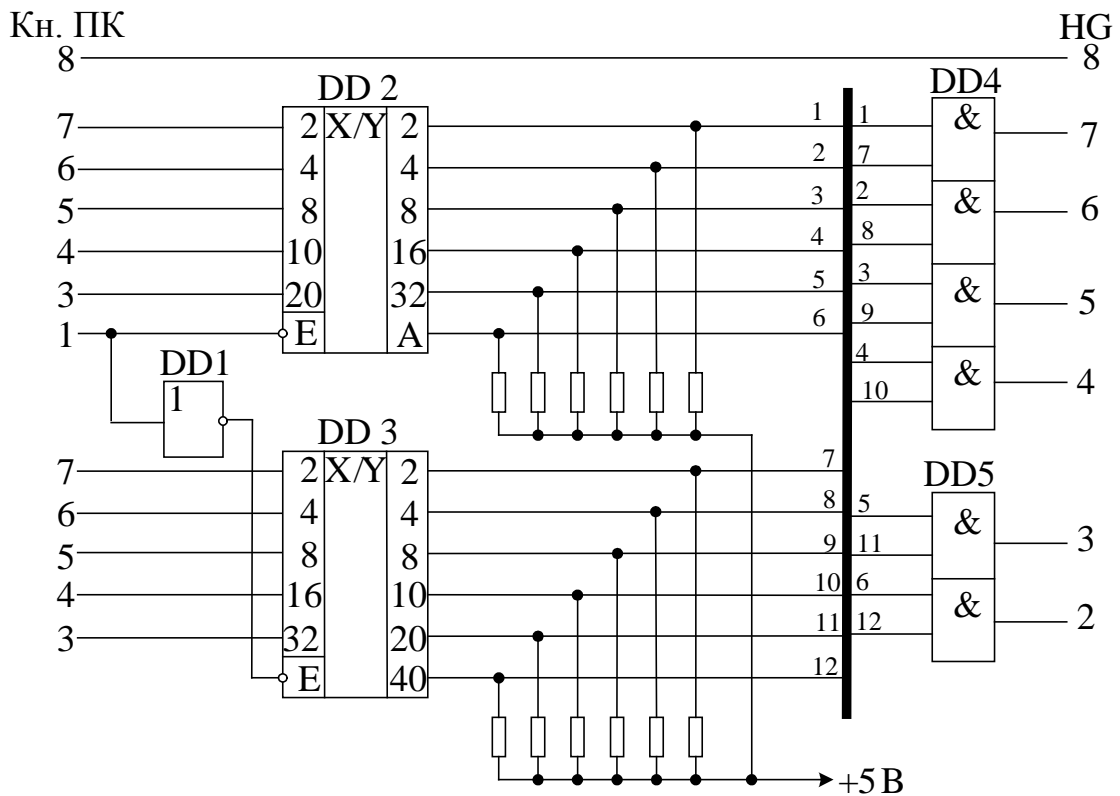 Кн. ПК HG
8 8
DD 2 DD4
7 2 X/Y 2 1 1 & 7
6 4 4 2 7
5 8 8 3 2 & 6
4 10 16 4 8
3 20 32 5 3 & 5
1 E A 6 9
DD1 4 & 4
1 10
DD 3
7 2 X/Y 2 7 DD5
6 4 4 8 5 & 3
5 8 8 9 11
4 16 10 10 6 & 2
3 32 20 11 12
E 40 12
+5 В